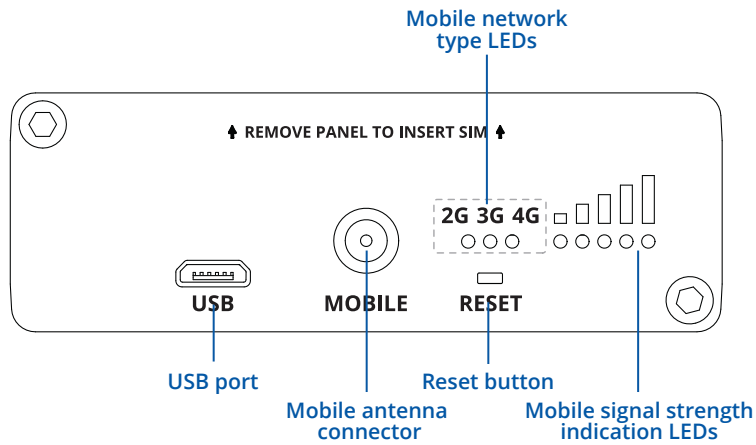 Mobile network
type LEDs
REMOVE PANEL TO INSERT SIM
2G 3G 4G
USB
MOBILE
RESET
USB port
Mobile antenna
connector
Reset button
Mobile signal strength
indication LEDs